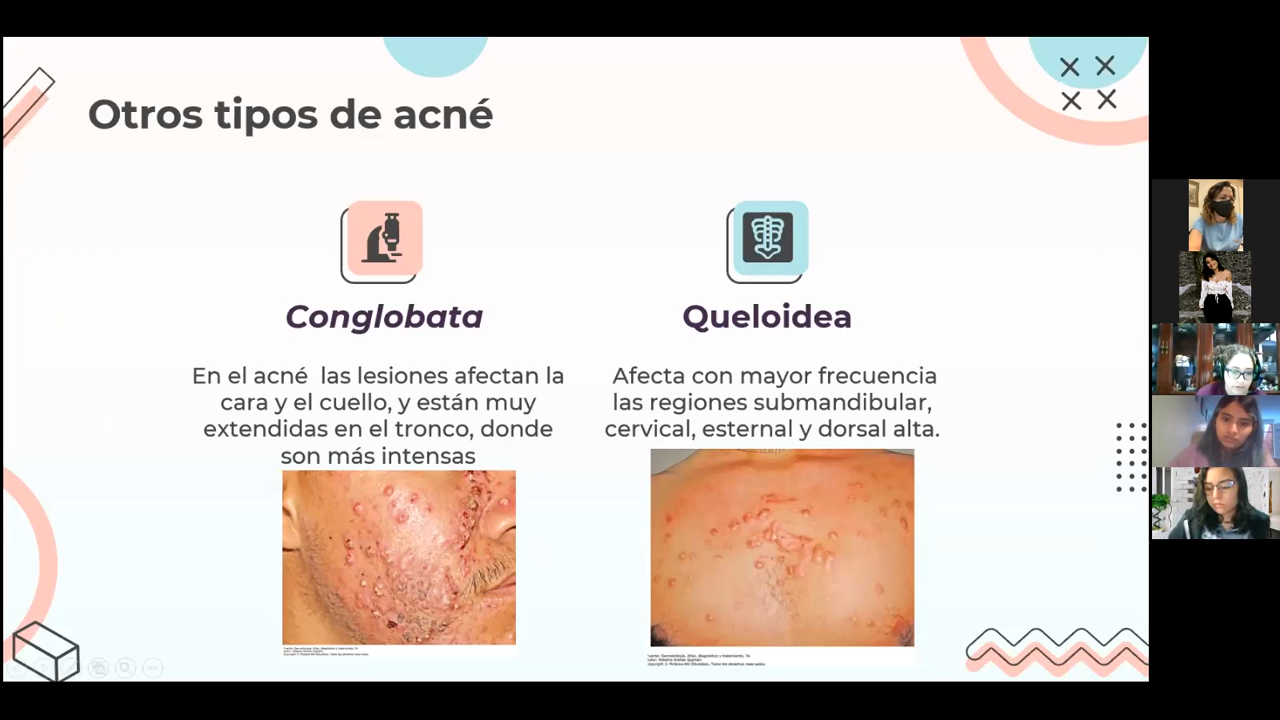 Otros tipos de acné
Conglobata
En el acné las lesiones afectan la
cara y el cuello, y están muy
extendidas en el tronco, donde
son más intensas
Queloidea
Afecta con mayor frecuencia
las regiones submandibular,
cervical, esternal y dorsal alta.